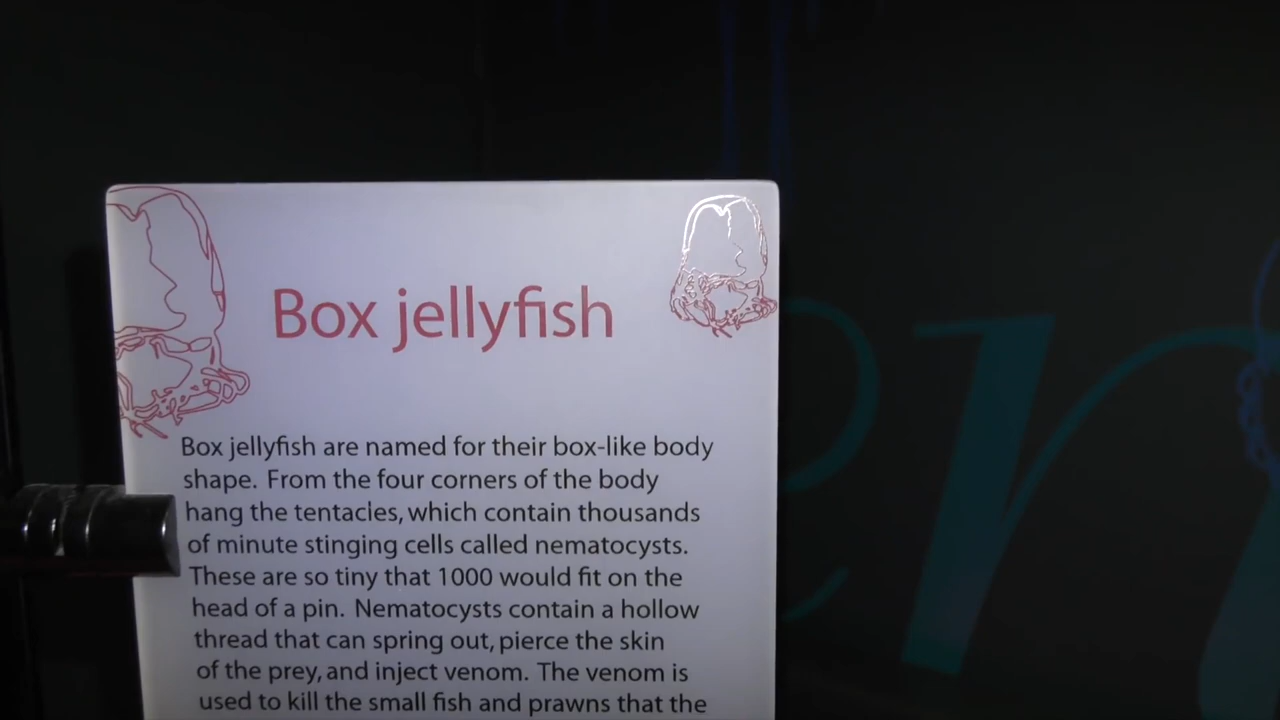 Box jellyfish
Box jellyfish are named for their box-like body
shape. From the four corners of the body
hang the tentacles, which contain thousands
of minute stinging cells called nematocysts.
These are so tiny that 1000 would fit on the
head of a pin. Nematocysts contain a hollow
thread that can spring out, pierce the skin
of the prey, and inject venom. The venom is
used to kill the small fish and prawns that the